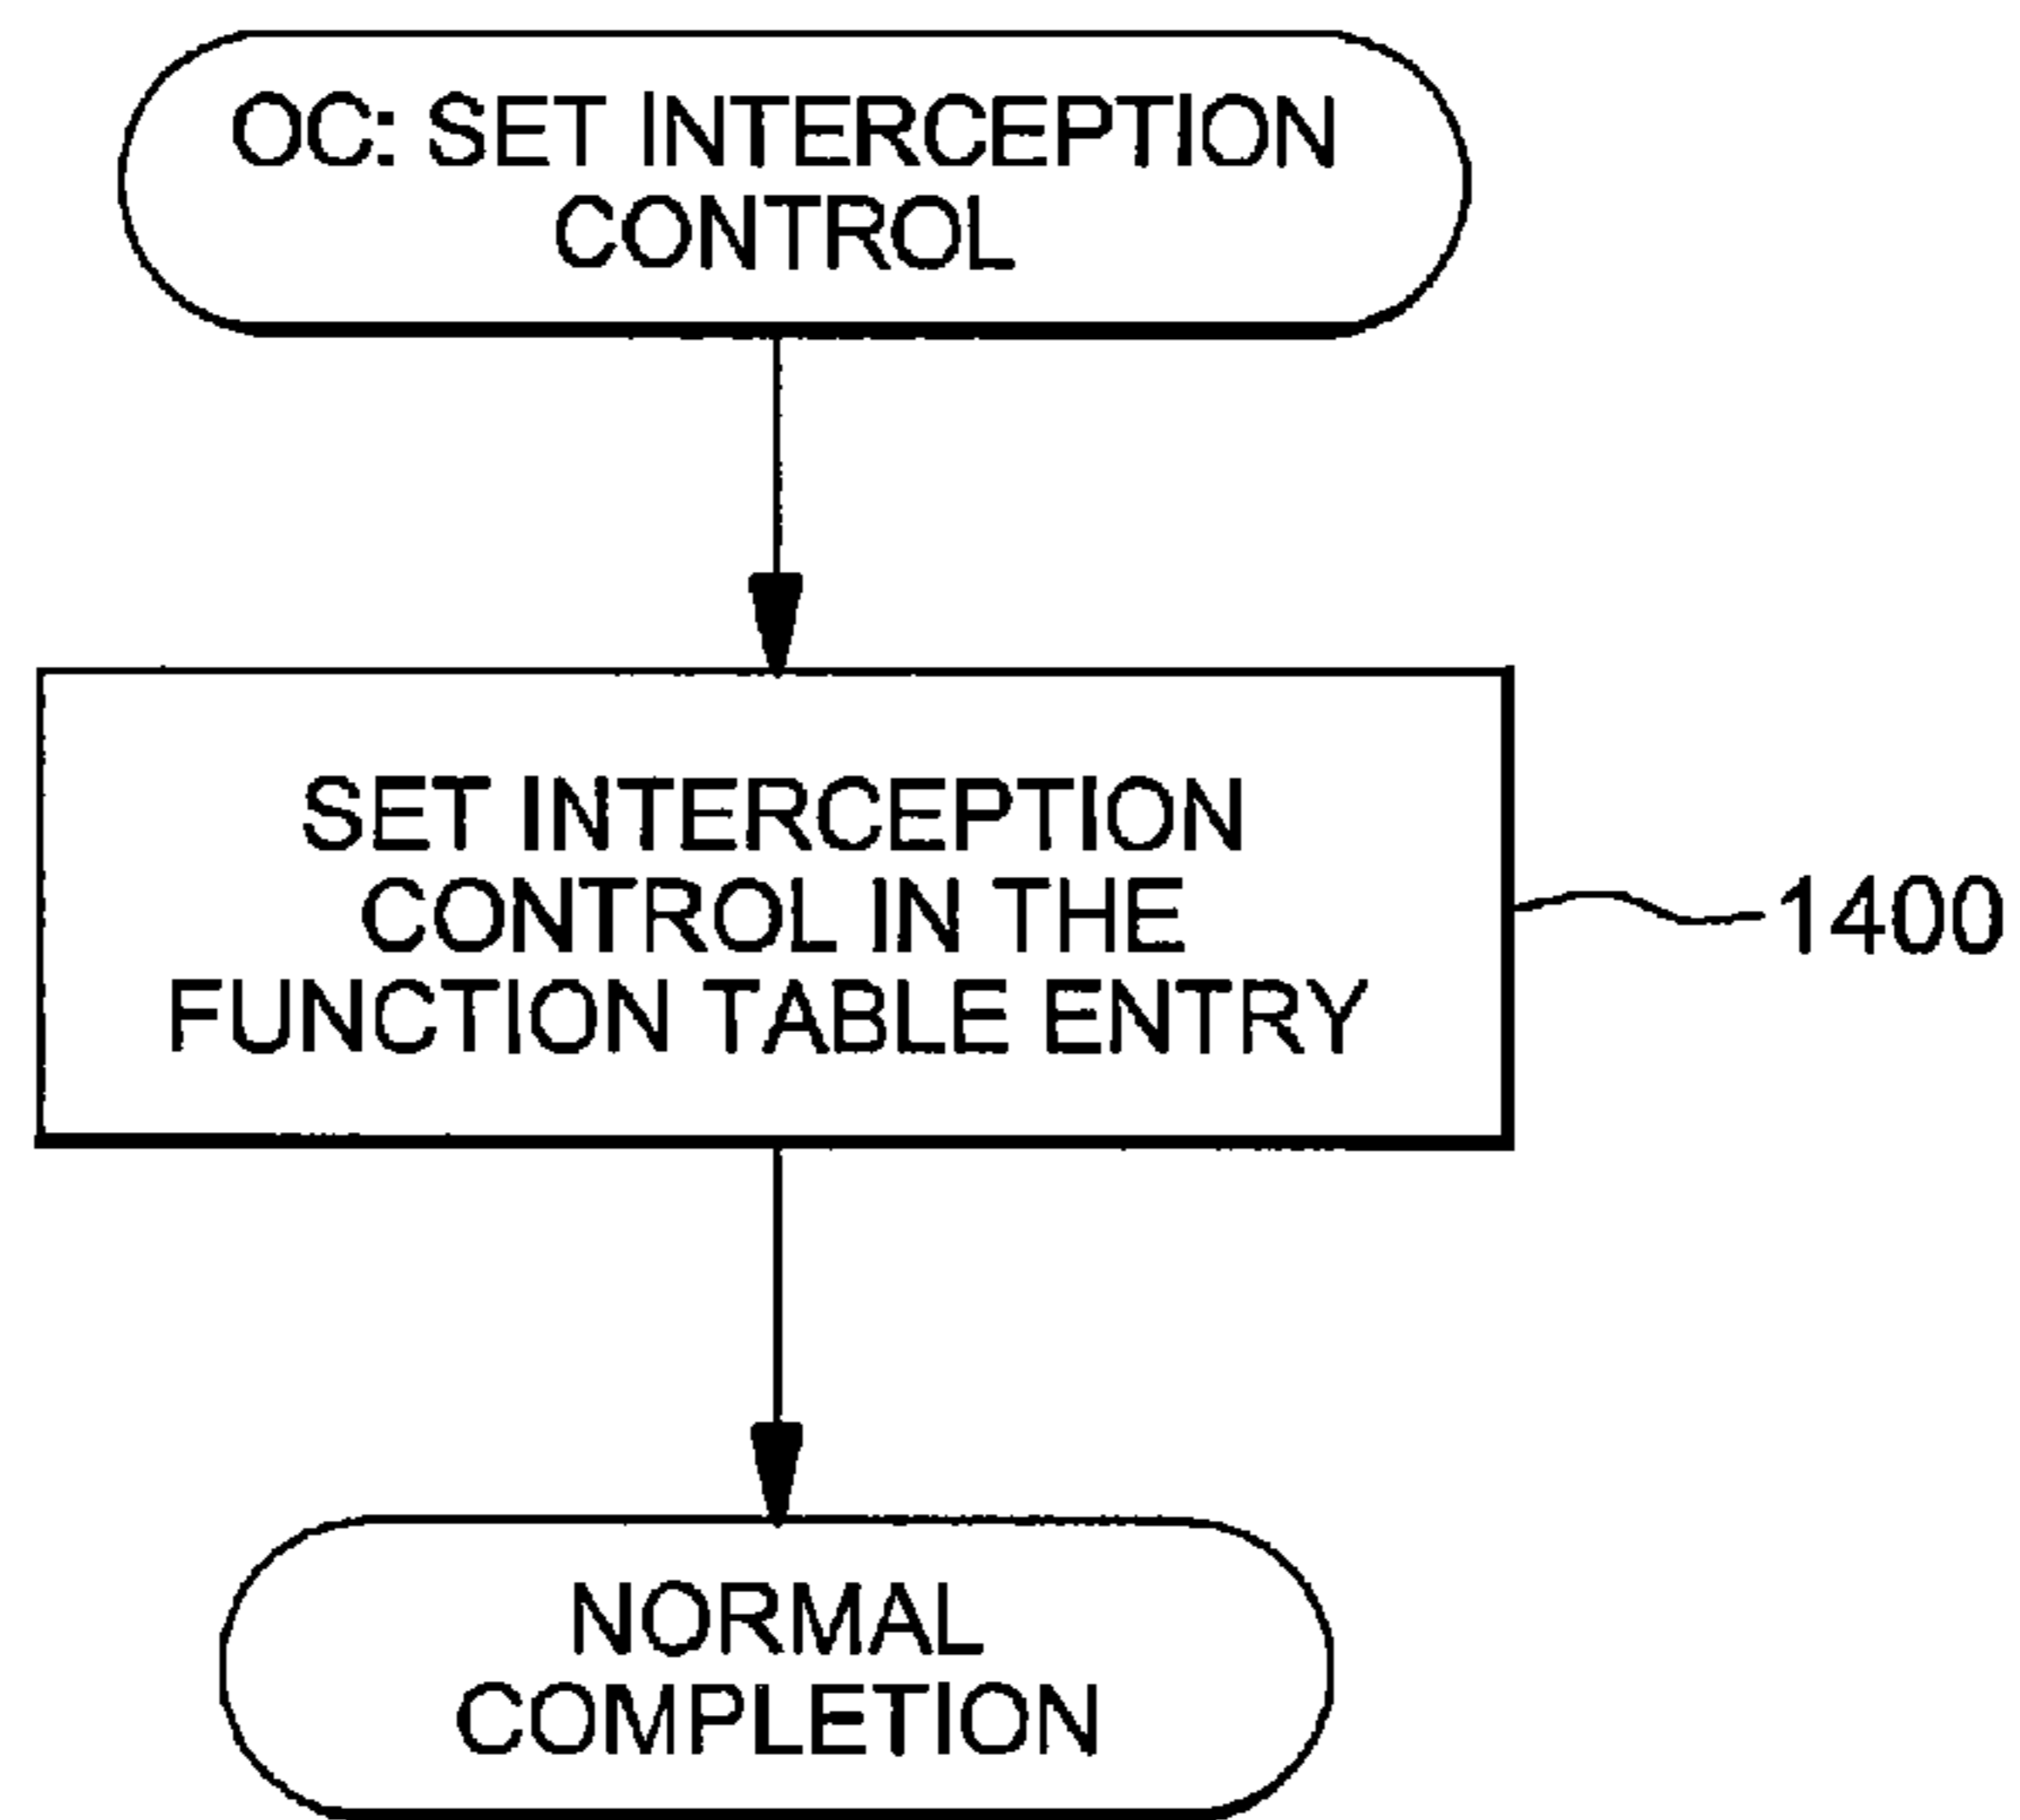 OC: SET INTERCEPTION
CONTROL
SET INTERCEPTION
CONTROL IN THE
FUNCTION TABLE ENTRY
1400
NORMAL
COMPLETION